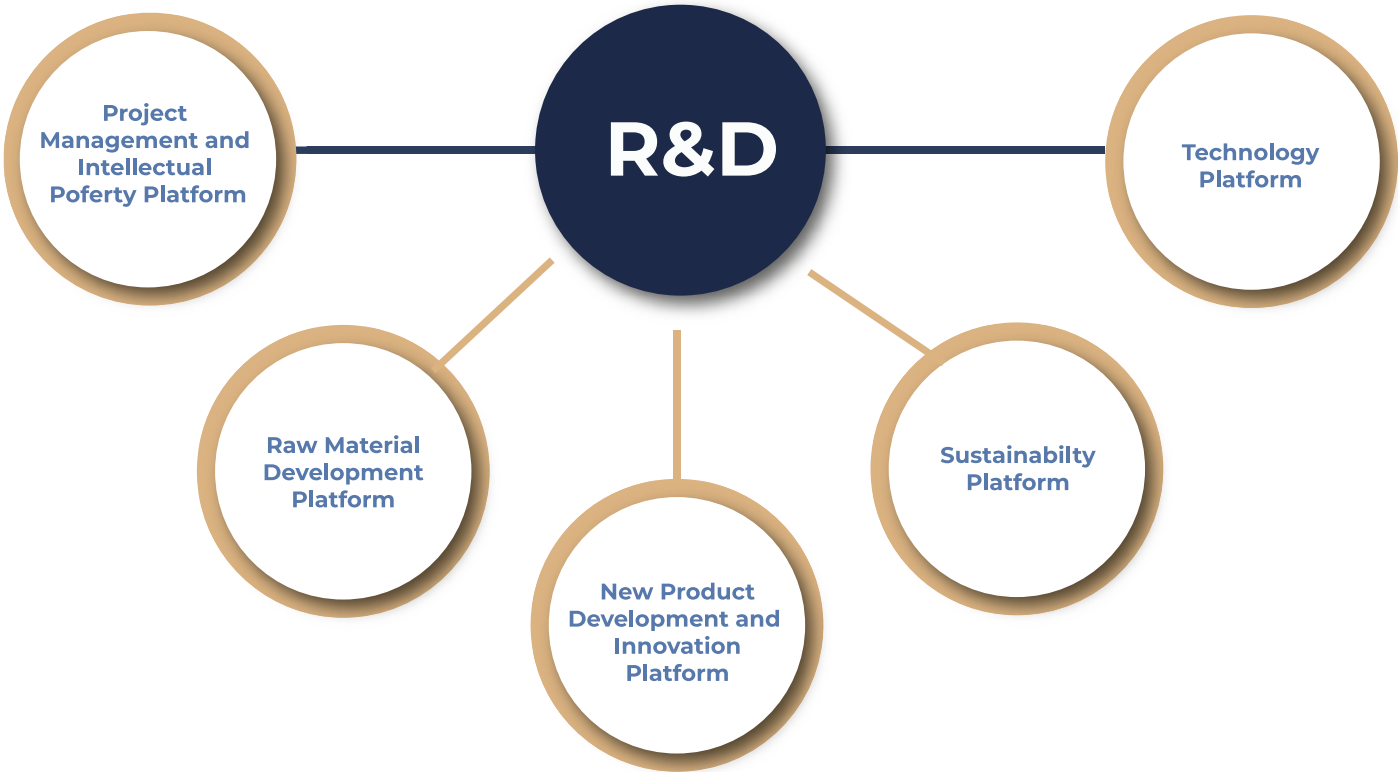 R&D
Project
Management and
Intellectual
Poferty Platform
Technology
Platform
Raw Material
Development
Platform
Sustainabilty
Platform
New Product
Development and
Innovation
Platform